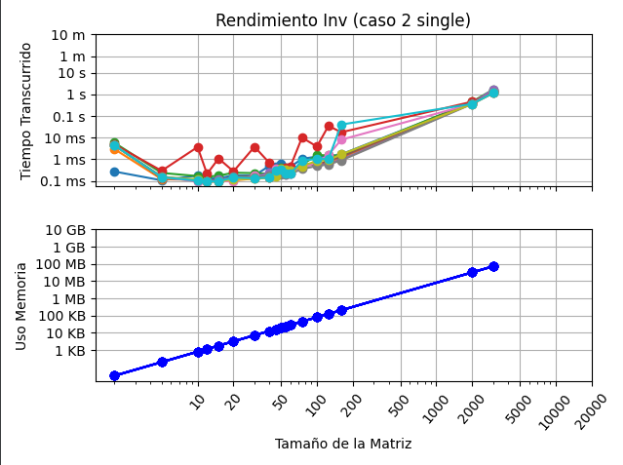 Rendimiento Inv (caso 2 single)
Tiempo Transcurrido
10 m
1 m
10 s
1 s
0.1 s
10 ms
1 ms
0.1 ms
Uso Memoria
10 GB
1 GB
100 MB
10 MB
1 MB
100 KB
10 KB
1 KB
10 20 50 100 200 500 1000 2000 5000 10000 20000
Tamaño de la Matriz